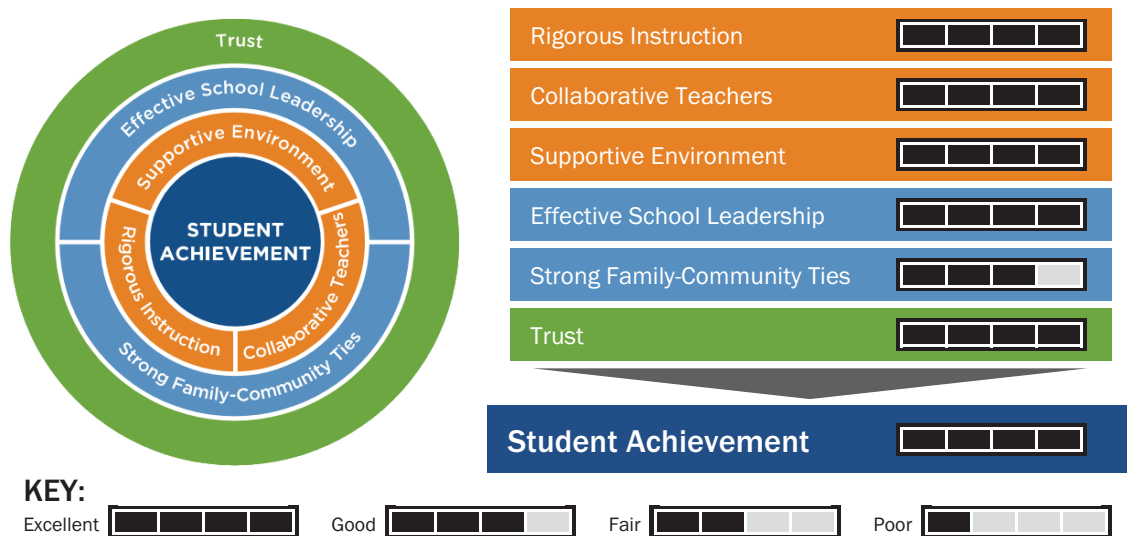 Trust
Effective School Leadership
Supportive Environment
STUDENT
ACHIEVEMENT
Rigorous Instruction
Collaborative Teachers
Strong Family-Community Ties
Rigorous Instruction
Collaborative Teachers
Supportive Environment
Effective School Leadership
Strong Family-Community Ties
Trust
Student Achievement
KEY:
Excellent Good Fair Poor